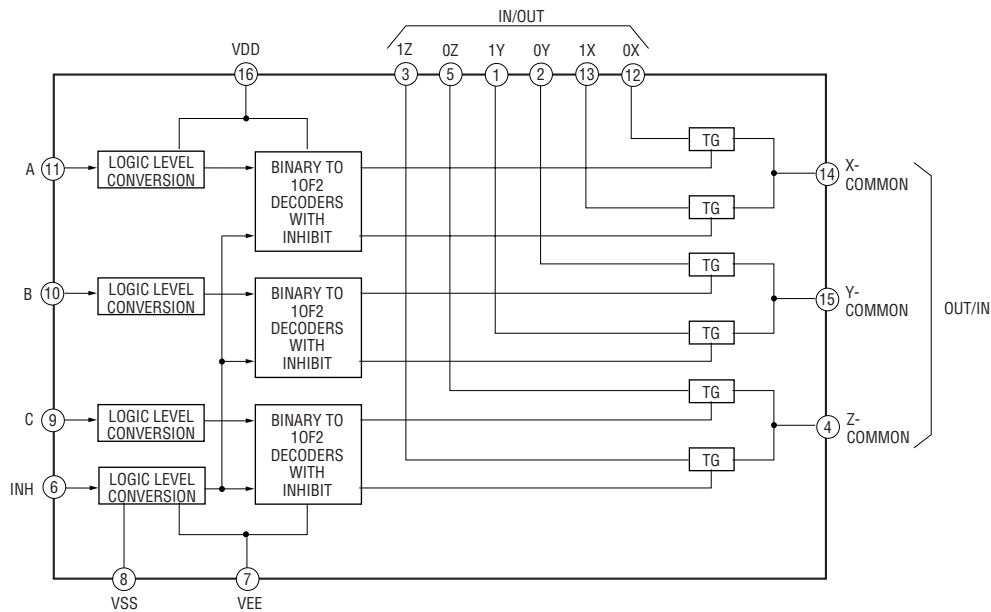 IN/OUT
VDD 1Z 0Z 1Y 0Y 1X 0X
16 3 5 1 2 13 12
A 11
LOGIC LEVEL
CONVERSION
BINARY TO
1OF2
DECODERS
WITH
INHIBIT
TG
TG
14 X-
COMMON
B 10
LOGIC LEVEL
CONVERSION
BINARY TO
1OF2
DECODERS
WITH
INHIBIT
TG
TG
15 Y-
COMMON
OUT/IN
C 9
LOGIC LEVEL
CONVERSION
BINARY TO
1OF2
DECODERS
WITH
INHIBIT
TG
TG
4 Z-
COMMON
INH 6
LOGIC LEVEL
CONVERSION
8 7
VSS VEE